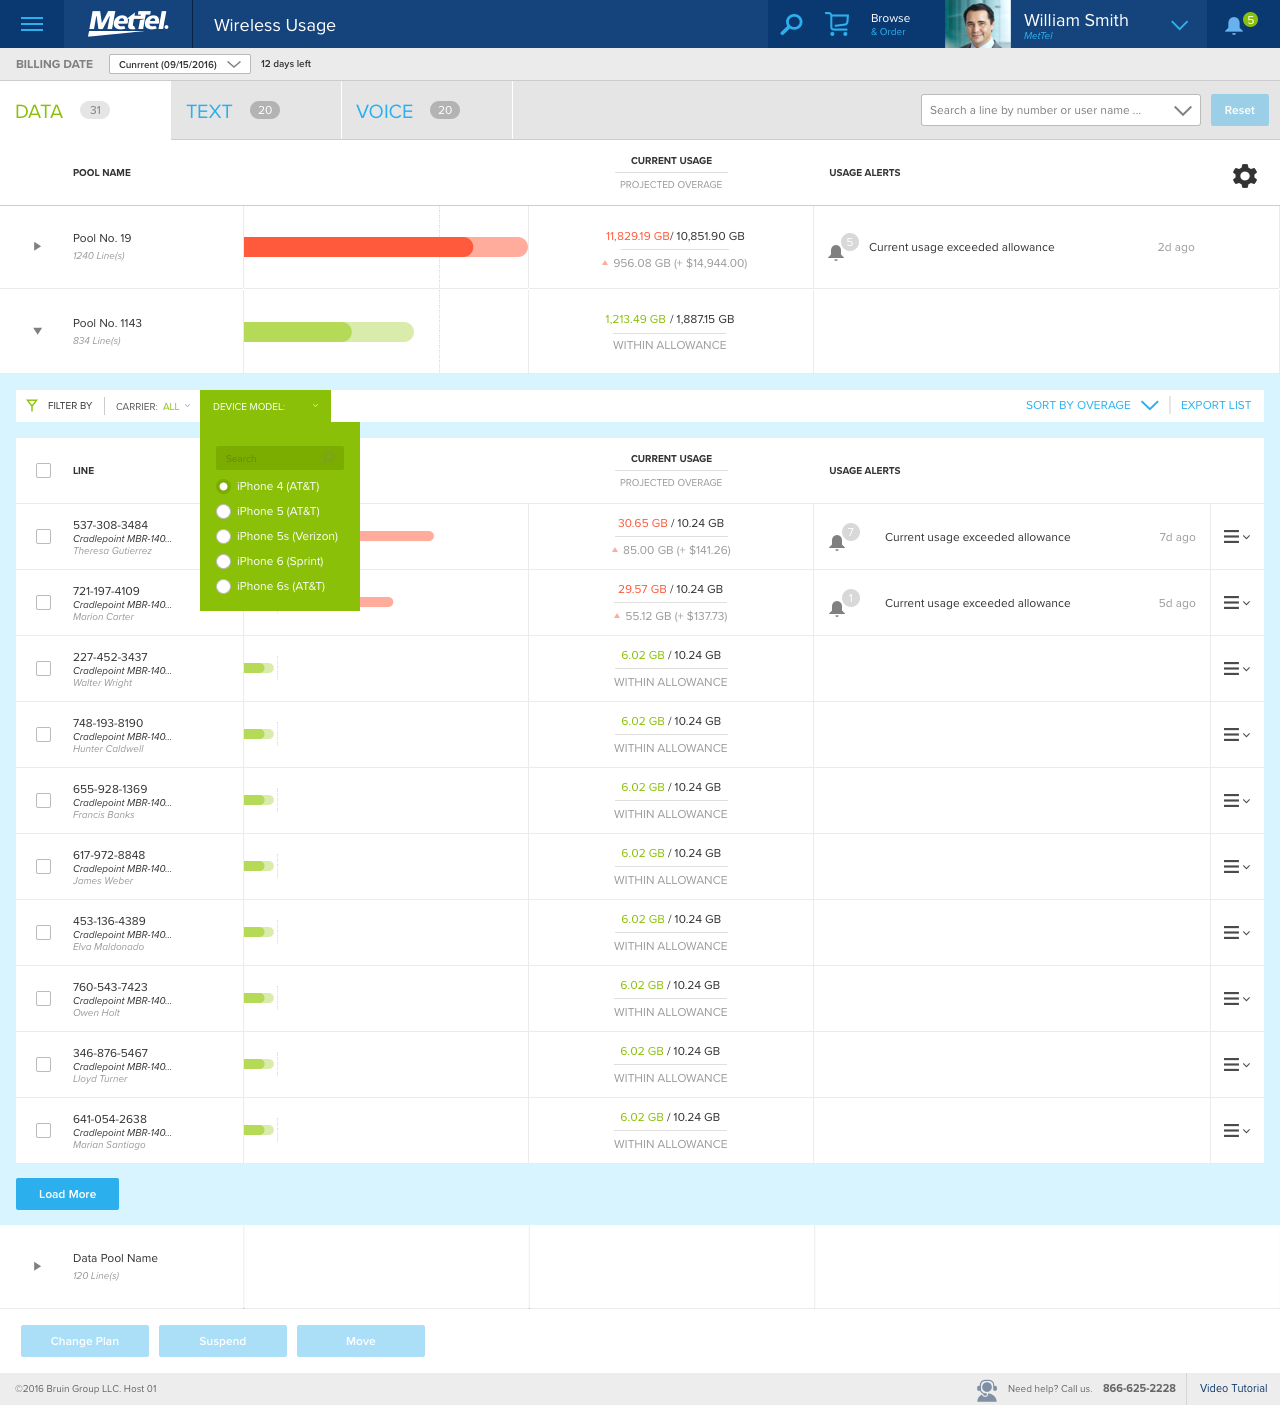 MetTel.
Wireless Usage
Browse
& Order
William Smith
MetTel
5
BILLING DATE
Cunrrent (09/15/2016)
12 days left
DATA 31
TEXT 20
VOICE 20
Search a line by number or user name ...
Reset
POOL NAME
CURRENT USAGE
PROJECTED OVERAGE
USAGE ALERTS
Pool No. 19
1240 Line(s)
11,829.19 GB/ 10,851.90 GB
956.08 GB (+ $14,944.00)
5
Current usage exceeded allowance
2d ago
Pool No. 1143
834 Line(s)
1,213.49 GB / 1,887.15 GB
WITHIN ALLOWANCE
FILTER BY
CARRIER: ALL
DEVICE MODEL:
SORT BY OVERAGE
EXPORT LIST
Search
iPhone 4 (AT&T)
iPhone 5 (AT&T)
iPhone 5s (Verizon)
iPhone 6 (Sprint)
iPhone 6s (AT&T)
LINE
CURRENT USAGE
PROJECTED OVERAGE
USAGE ALERTS
537-308-3484
Cradlepoint MBR-140...
Theresa Gutierrez
30.65 GB / 10.24 GB
85.00 GB (+ $141.26)
7
Current usage exceeded allowance
7d ago
721-197-4109
Cradlepoint MBR-140...
Marion Carter
29.57 GB / 10.24 GB
55.12 GB (+ $137.73)
1
Current usage exceeded allowance
5d ago
227-452-3437
Cradlepoint MBR-140...
Walter Wright
6.02 GB / 10.24 GB
WITHIN ALLOWANCE
748-193-8190
Cradlepoint MBR-140...
Hunter Caldwell
6.02 GB / 10.24 GB
WITHIN ALLOWANCE
655-928-1369
Cradlepoint MBR-140...
Francis Banks
6.02 GB / 10.24 GB
WITHIN ALLOWANCE
617-972-8848
Cradlepoint MBR-140...
James Weber
6.02 GB / 10.24 GB
WITHIN ALLOWANCE
453-136-4389
Cradlepoint MBR-140...
Elva Maldonado
6.02 GB / 10.24 GB
WITHIN ALLOWANCE
760-543-7423
Cradlepoint MBR-140...
Owen Holt
6.02 GB / 10.24 GB
WITHIN ALLOWANCE
346-876-5467
Cradlepoint MBR-140...
Lloyd Turner
6.02 GB / 10.24 GB
WITHIN ALLOWANCE
641-054-2638
Cradlepoint MBR-140...
Marian Santiago
6.02 GB / 10.24 GB
WITHIN ALLOWANCE
Load More
Data Pool Name
120 Line(s)
Change Plan
Suspend
Move
©2016 Bruin Group LLC. Host 01
Need help? Call us. 866-625-2228
Video Tutorial